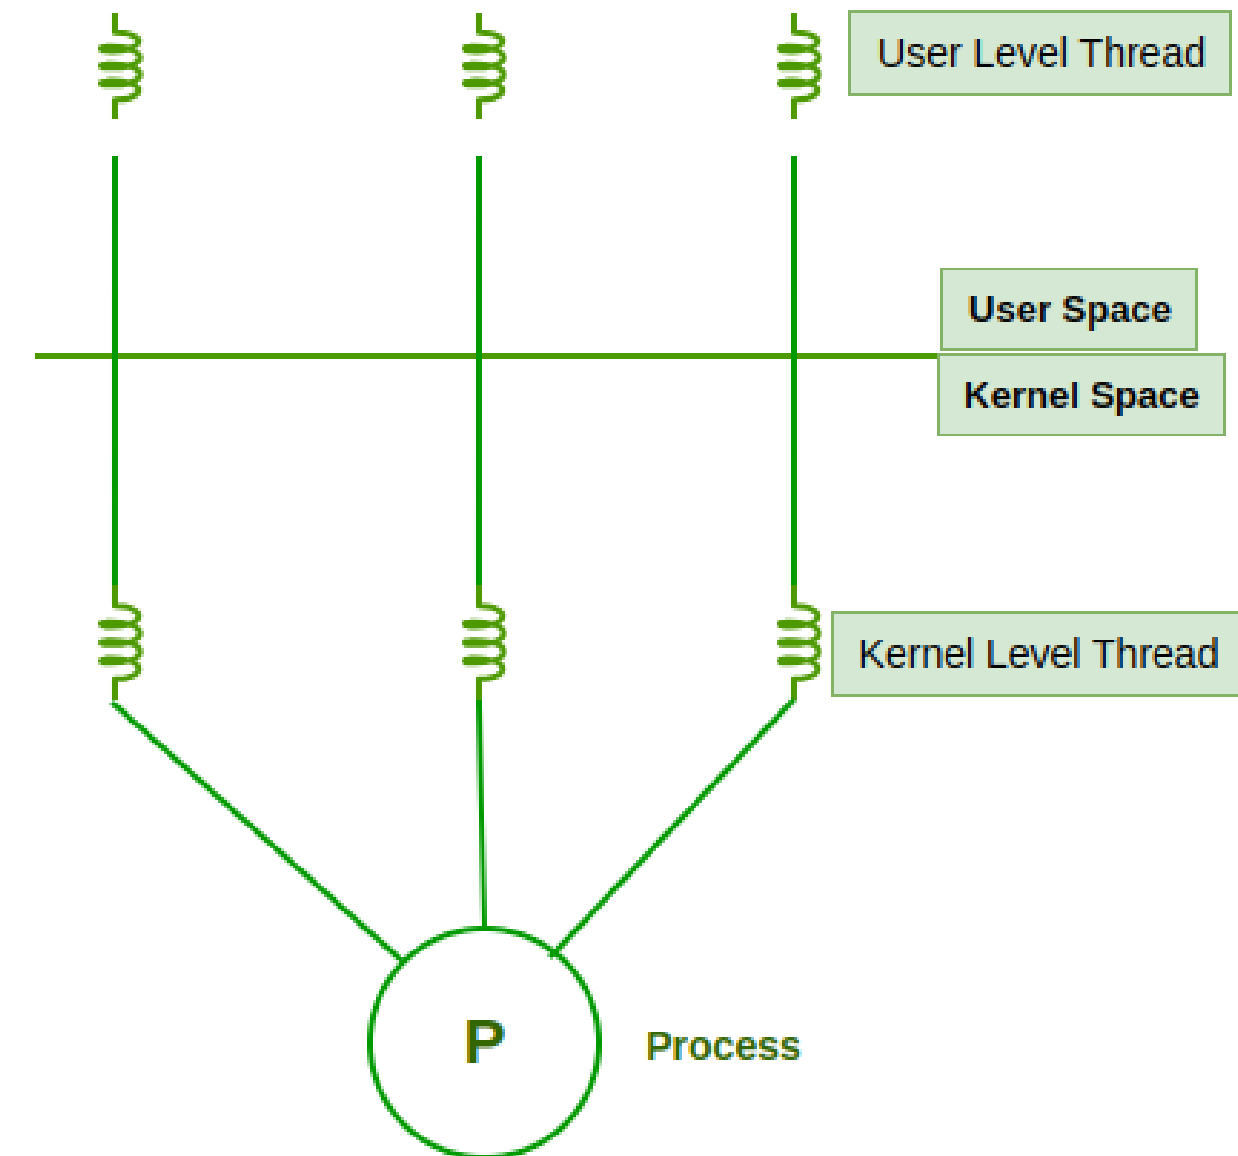 User Level Thread
User Space
Kernel Space
Kernel Level Thread
P
Process